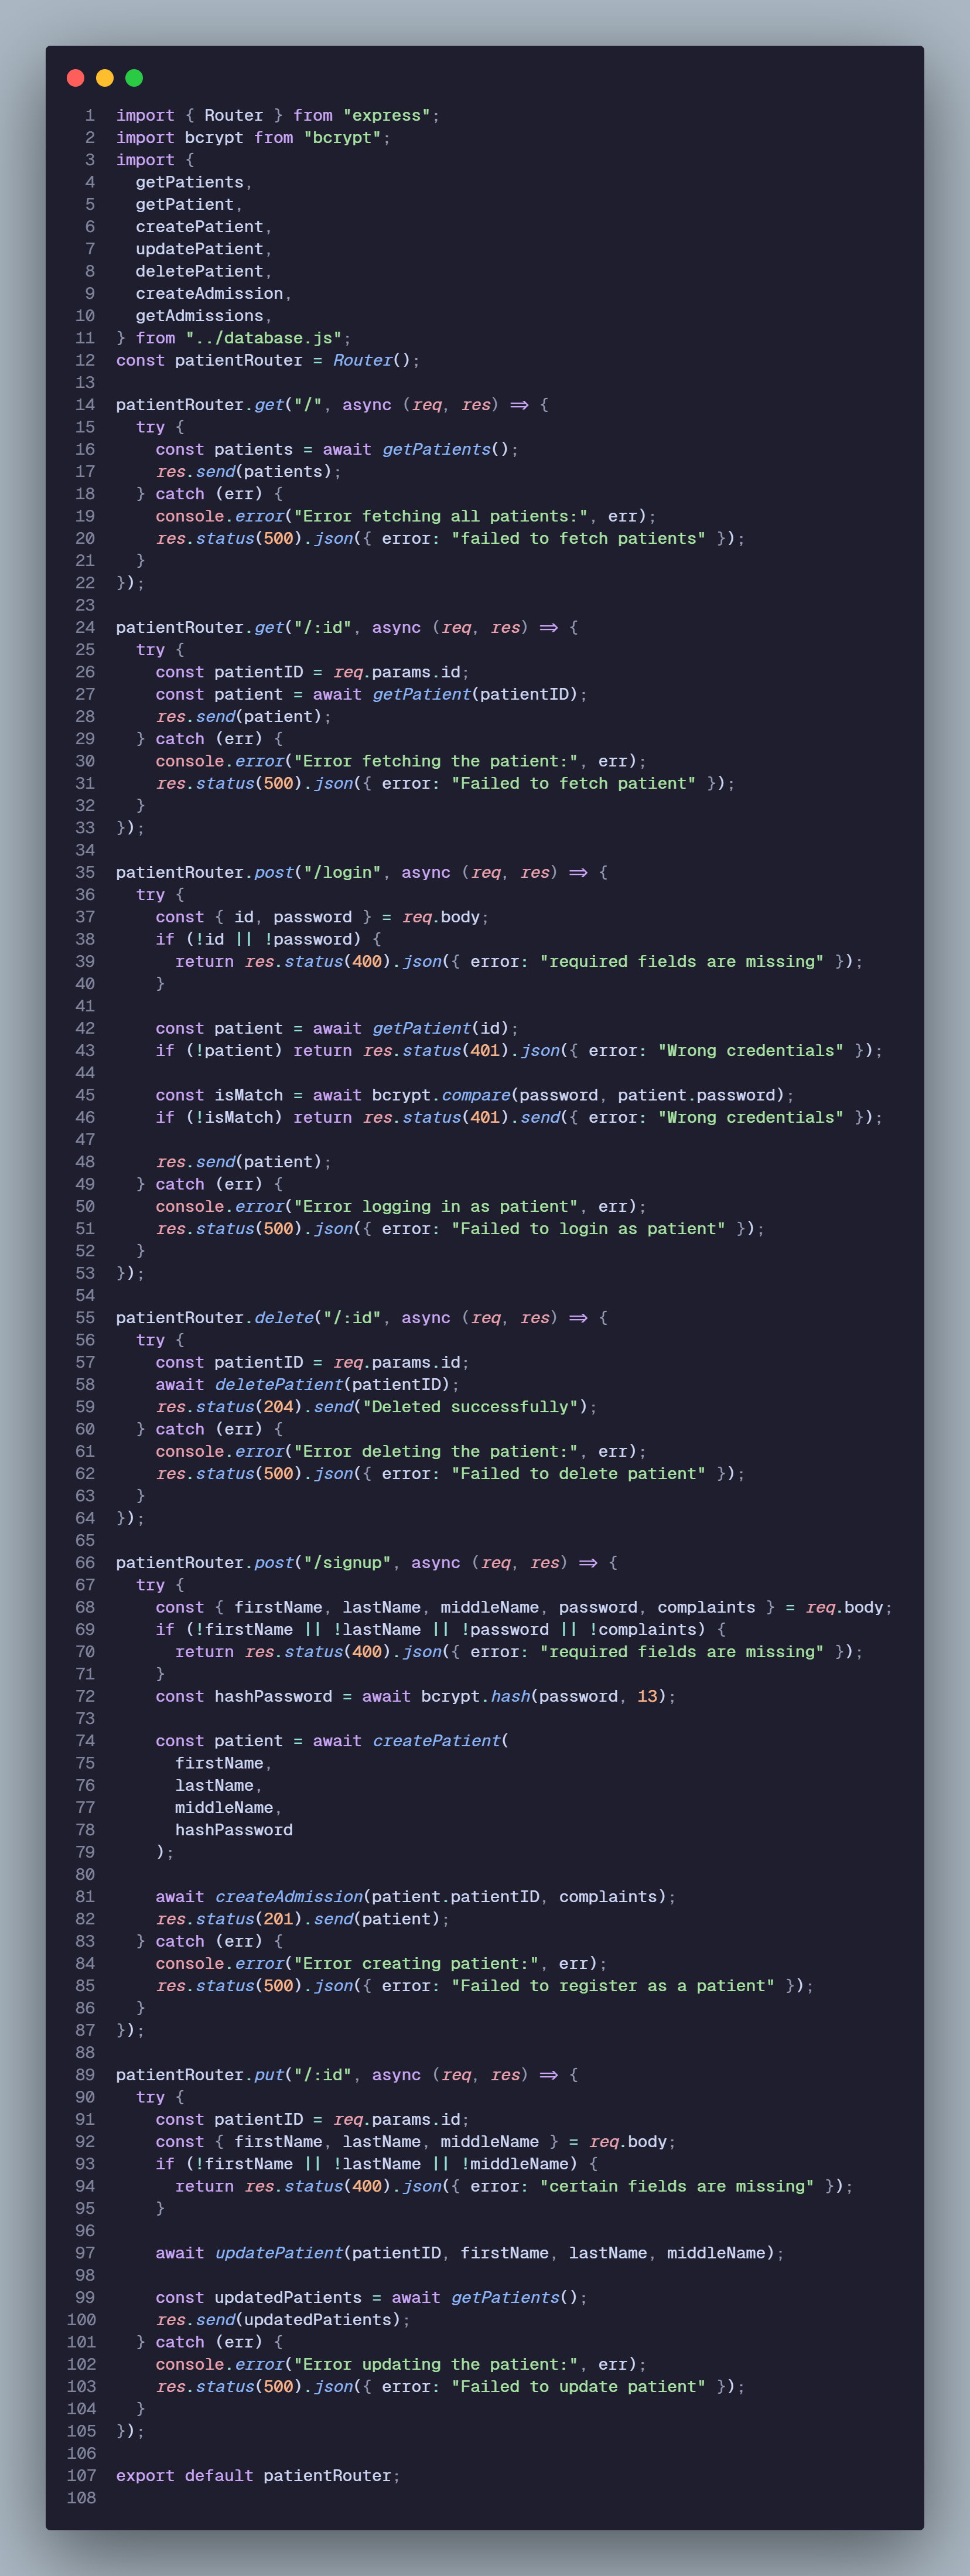 1 import { Router } from "express";
2 import bcrypt from "bcrypt";
3 import {
4   getPatients,
5   getPatient,
6   createPatient,
7   updatePatient,
8   deletePatient,
9   createAdmission,
10   getAdmissions,
11 } from "../database.js";
12 const patientRouter = Router();
13
14 patientRouter.get("/", async (req, res) => {
15   try {
16     const patients = await getPatients();
17     res.send(patients);
18   } catch (err) {
19     console.error("Error fetching all patients:", err);
20     res.status(500).json({ error: "failed to fetch patients" });
21   }
22 });
23
24 patientRouter.get("/:id", async (req, res) => {
25   try {
26     const patientID = req.params.id;
27     const patient = await getPatient(patientID);
28     res.send(patient);
29   } catch (err) {
30     console.error("Error fetching the patient:", err);
31     res.status(500).json({ error: "Failed to fetch patient" });
32   }
33 });
34
35 patientRouter.post("/login", async (req, res) => {
36   try {
37     const { id, password } = req.body;
38     if (!id || !password) {
39       return res.status(400).json({ error: "required fields are missing" });
40     }
41
42     const patient = await getPatient(id);
43     if (!patient) return res.status(401).json({ error: "Wrong credentials" });
44
45     const isMatch = await bcrypt.compare(password, patient.password);
46     if (!isMatch) return res.status(401).send({ error: "Wrong credentials" });
47
48     res.send(patient);
49   } catch (err) {
50     console.error("Error logging in as patient", err);
51     res.status(500).json({ error: "Failed to login as patient" });
52   }
53 });
54
55 patientRouter.delete("/:id", async (req, res) => {
56   try {
57     const patientID = req.params.id;
58     await deletePatient(patientID);
59     res.status(204).send("Deleted successfully");
60   } catch (err) {
61     console.error("Error deleting the patient:", err);
62     res.status(500).json({ error: "Failed to delete patient" });
63   }
64 });
65
66 patientRouter.post("/signup", async (req, res) => {
67   try {
68     const { firstName, lastName, middleName, password, complaints } = req.body;
69     if (!firstName || !lastName || !password || !complaints) {
70       return res.status(400).json({ error: "required fields are missing" });
71     }
72     const hashPassword = await bcrypt.hash(password, 13);
73
74     const patient = await createPatient(
75       firstName,
76       lastName,
77       middleName,
78       hashPassword
79     );
80
81     await createAdmission(patient.patientID, complaints);
82     res.status(201).send(patient);
83   } catch (err) {
84     console.error("Error creating patient:", err);
85     res.status(500).json({ error: "Failed to register as a patient" });
86   }
87 });
88
89 patientRouter.put("/:id", async (req, res) => {
90   try {
91     const patientID = req.params.id;
92     const { firstName, lastName, middleName } = req.body;
93     if (!firstName || !lastName || !middleName) {
94       return res.status(400).json({ error: "certain fields are missing" });
95     }
96
97     await updatePatient(patientID, firstName, lastName, middleName);
98
99     const updatedPatients = await getPatients();
100     res.send(updatedPatients);
101   } catch (err) {
102     console.error("Error updating the patient:", err);
103     res.status(500).json({ error: "Failed to update patient" });
104   }
105 });
106
107 export default patientRouter;
108